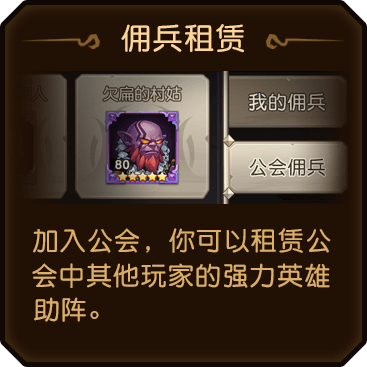 佣兵租赁
欠扁的村姑
我的佣兵
80
公会佣兵
加入公会，你可以租赁公
会中其他玩家的强力英雄
助阵。